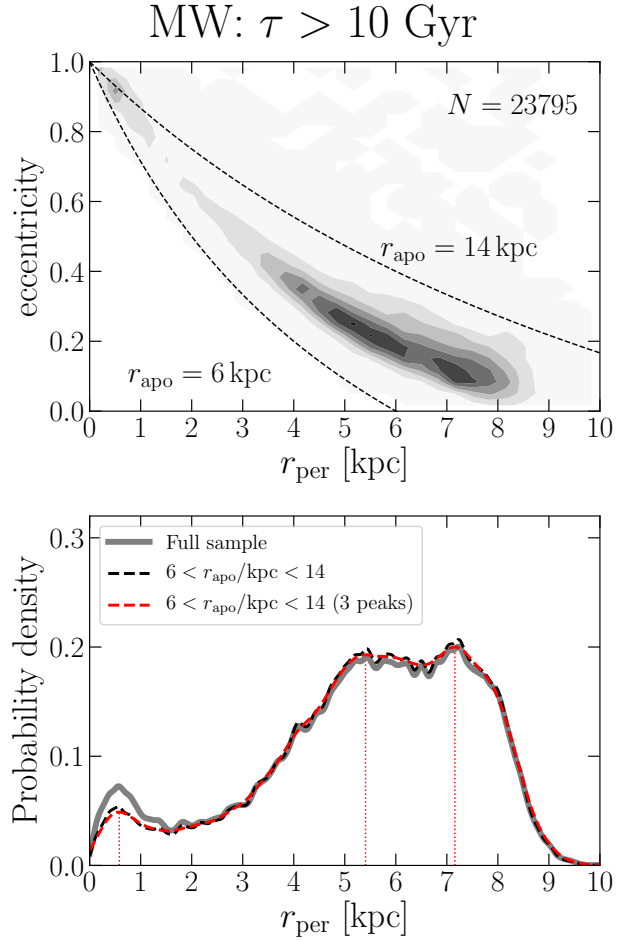 MW: τ > 10 Gyr
1.0
0.8
0.6
0.4
0.2
0.0
eccentricity
N = 23795
r_apo = 14 kpc
r_apo = 6 kpc
0 1 2 3 4 5 6 7 8 9 10
r_per [kpc]
0.3
0.2
0.1
0.0
Probability density
Full sample
6 < r_apo/kpc < 14
6 < r_apo/kpc < 14 (3 peaks)
0 1 2 3 4 5 6 7 8 9 10
r_per [kpc]